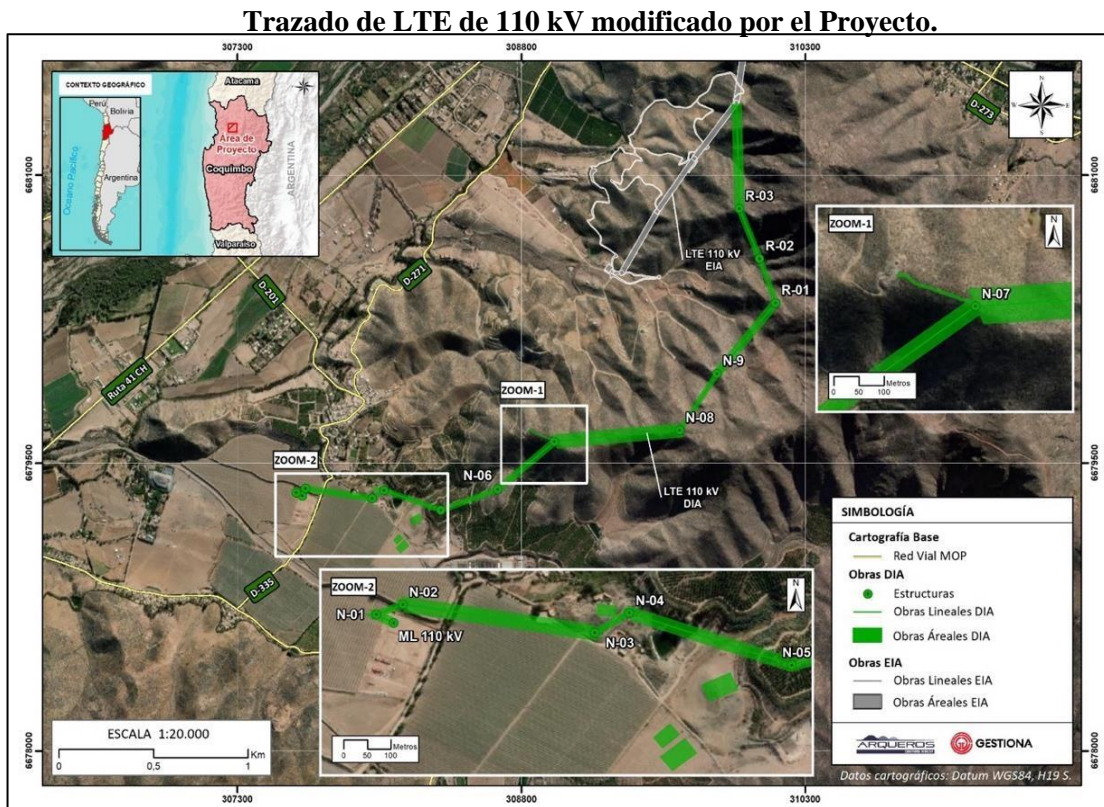 Trazado de LTE de 110 kV modificado por el Proyecto.
307300
308800
310300
CONTEXTO GEOGRÁFICO
Perú
Bolivia
Océano Pacífico
Argentina
Atacama
Área de
Proyecto
Coquimbo
ARGENTINA
Valparaíso
N
W
E
S
D-273
D-271
D-201
Ruta 41 CH
D-335
6681000
6681000
R-03
LTE 110 kV
EIA
R-02
R-01
N-9
N-08
ZOOM-1
N-06
LTE 110 kV
DIA
ZOOM-2
6679500
6679500
ZOOM-1
N
N-07
0 50 100
Metros
ZOOM-2
N
N-01
N-02
ML 110 kV
N-03
N-04
N-05
0 50 100
Metros
SIMBOLOGÍA
Cartografía Base
Red Vial MOP
Obras DIA
Estructuras
Obras Lineales DIA
Obras Áreales DIA
Obras EIA
Obras Lineales EIA
Obras Áreales EIA
ARQUEROS
GESTIONA
Datos cartográficos: Datum WGS84, H19 S.
ESCALA 1:20.000
0 0,5 1
Km
6678000
6678000
307300
308800
310300